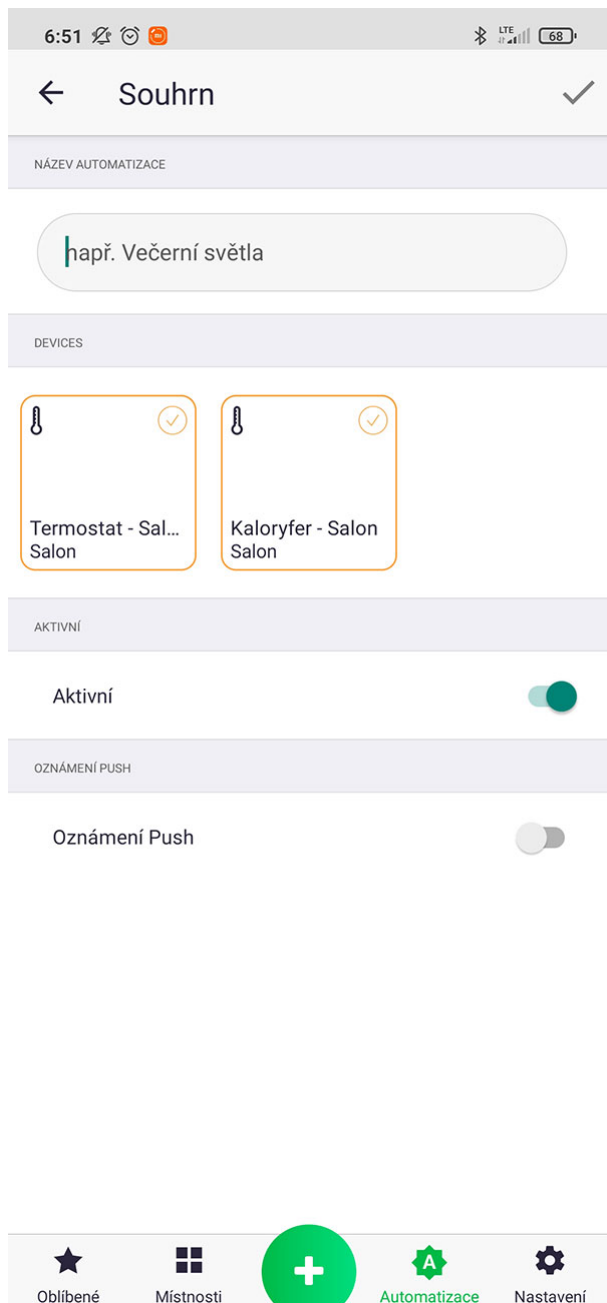 6:51
LTE
68
Souhrn
NÁZEV AUTOMATIZACE
např. Večerní světla
DEVICES
Termostat - Sal...
Salon
Kaloryfer - Salon
Salon
AKTIVNÍ
Aktivní
OZNÁMENÍ PUSH
Oznámení Push
A
Oblíbené
Místnosti
Automatizace
Nastavení